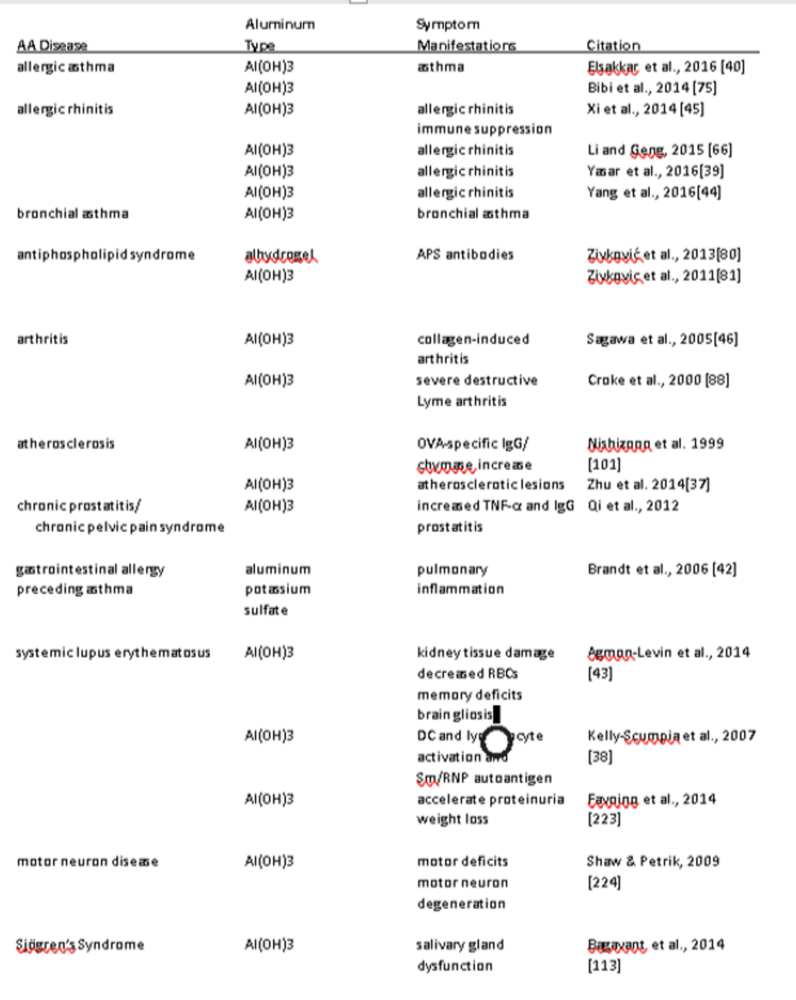 Aluminum Symptom
AA Disease Type Manifestations Citation
allergic asthma Al(OH)3 asthma Elsakkar et al., 2016 [40]
Al(OH)3 Bibi et al., 2014 [75]
allergic rhinitis Al(OH)3 allergic rhinitis Xi et al., 2014 [45]
immune suppression
Al(OH)3 allergic rhinitis Li and Geng, 2015 [66]
Al(OH)3 allergic rhinitis Yasar et al., 2016[39]
Al(OH)3 allergic rhinitis Yang et al., 2016[44]
bronchial asthma Al(OH)3 bronchial asthma
antiphospholipid syndrome alhydrogel APS antibodies Zivković et al., 2013[80]
Al(OH)3 Zivkovic et al., 2011[81]
arthritis Al(OH)3 collagen-induced Sagawa et al., 2005[46]
arthritis
Al(OH)3 severe destructive Croke et al., 2000 [88]
Lyme arthritis
atherosclerosis Al(OH)3 OVA-specific IgG/ Nishizono et al. 1999
chymase increase [101]
Al(OH)3 atherosclerotic lesions Zhu et al. 2014[37]
chronic prostatitis/ Al(OH)3 increased TNF-α and IgG Qi et al., 2012
chronic pelvic pain syndrome prostatitis
gastrointestinal allergy aluminum pulmonary Brandt et al., 2006 [42]
preceding asthma potassium inflammation
sulfate
systemic lupus erythematosus Al(OH)3 kidney tissue damage Agmon-Levin et al., 2014
decreased RBCs [43]
memory deficits
brain gliosis
Al(OH)3 DC and cyte Kelly-Scumpia et al., 2007
activation and [38]
Sm/RNP autoantigen
Al(OH)3 accelerate proteinuria Favoino et al., 2014
weight loss [223]
motor neuron disease Al(OH)3 motor deficits Shaw & Petrik, 2009
motor neuron [224]
degeneration
Sjögren's Syndrome Al(OH)3 salivary gland Bagavant et al., 2014
dysfunction [113]